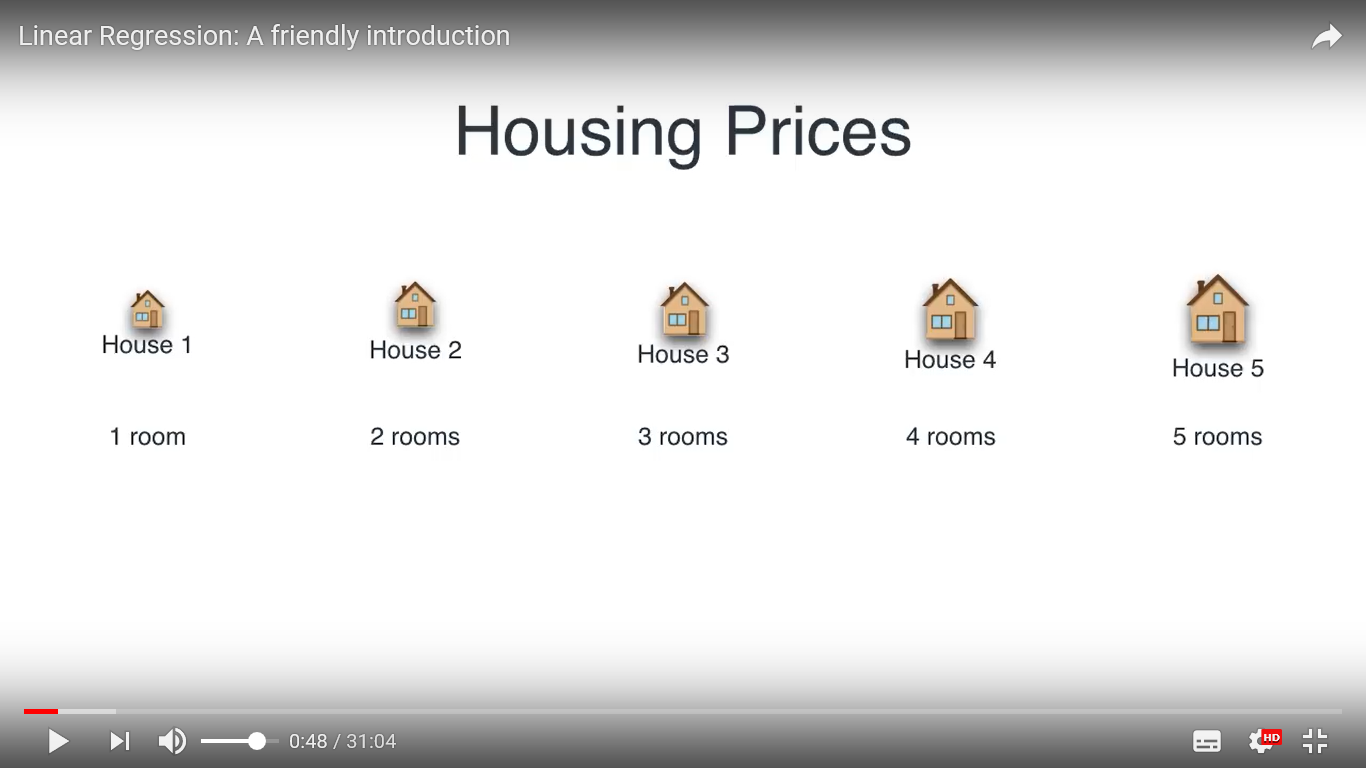 Linear Regression: A friendly introduction
Housing Prices
House 1
House 2
House 3
House 4
House 5
1 room
2 rooms
3 rooms
4 rooms
5 rooms
0:48 / 31:04
HD